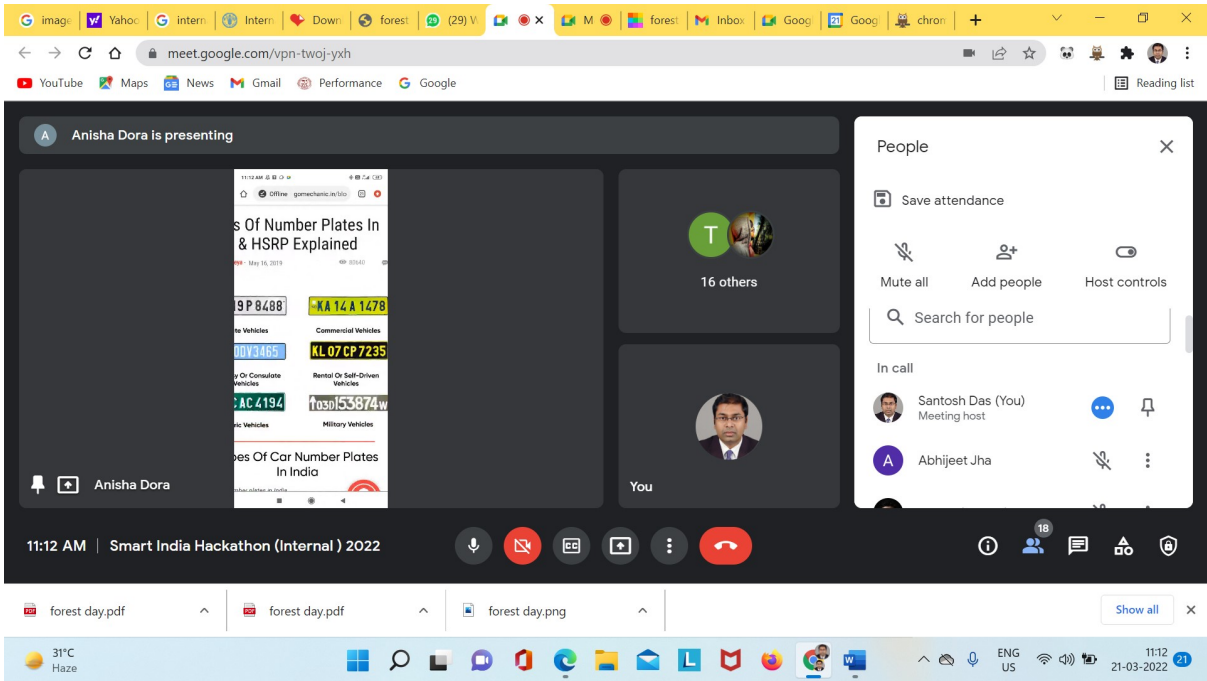 image
Yahoo
intern
Intern
Down
forest
(29) W
M
forest
Inbox
Goog
Goog
chron
meet.google.com/vpn-twoj-yxh
YouTube
Maps
News
Gmail
Performance
Google
Reading list
A
Anisha Dora is presenting
11:12 AM
Offline gomechanic.in/blo
s Of Number Plates In
& HSRP Explained
May 16, 2019
82640
19 P 8488
KA 14 A 1478
te Vehicles
Commercial Vehicles
0DV3465
KL 07 CP 7235
y Or Consulate
Vehicles
Rental Or Self-Driven
Vehicles
AC 4194
↑03D153874W
ric Vehicles
Military Vehicles
pes Of Car Number Plates
In India
Anisha Dora
T
16 others
You
People
Save attendance
Mute all
Add people
Host controls
Search for people
In call
Santosh Das (You)
Meeting host
A
Abhijeet Jha
11:12 AM | Smart India Hackathon (Internal ) 2022
CC
18
forest day.pdf
forest day.pdf
forest day.png
Show all
31°C
Haze
ENG
US
11:12
21-03-2022
21